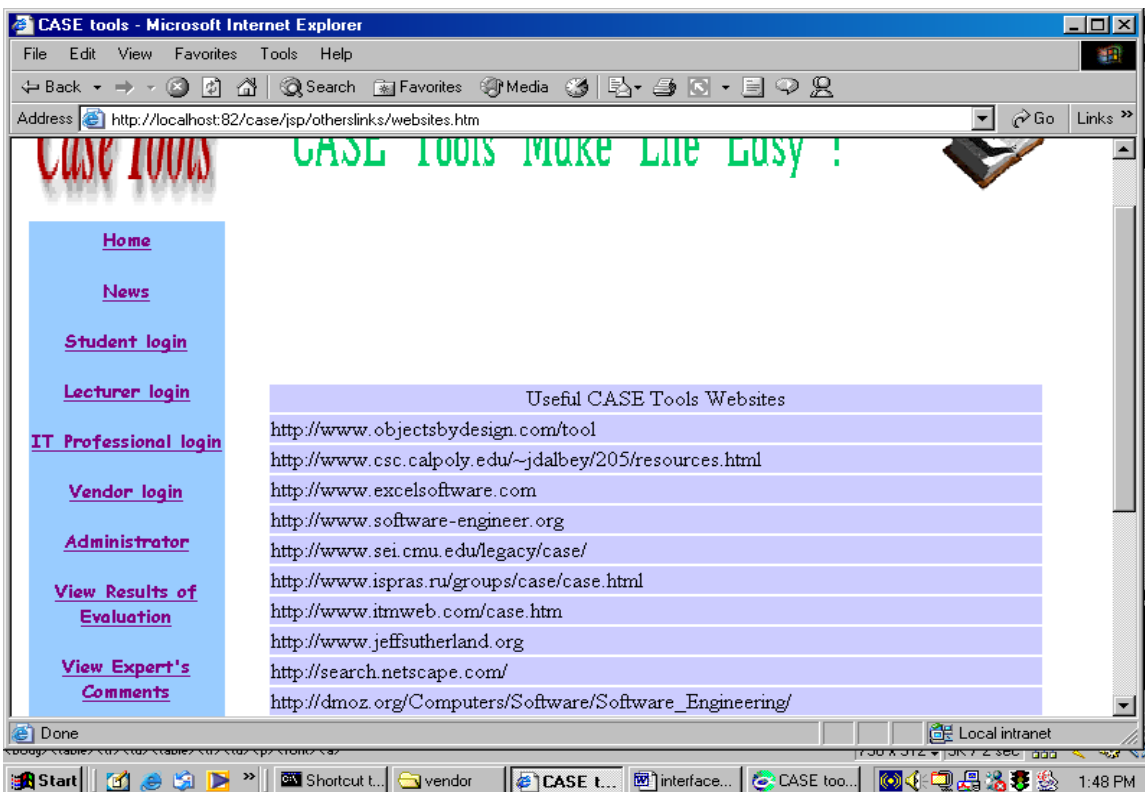 CASE tools - Microsoft Internet Explorer
File Edit View Favorites Tools Help
Back Search Favorites Media
Address http://localhost:82/case/jsp/otherslinks/websites.htm Go Links »
Case Tools
CASE Tools Make Life Easy !
Home
News
Student login
Lecturer login
IT Professional login
Vendor login
Administrator
View Results of
Evaluation
View Expert's
Comments
Useful CASE Tools Websites
http://www.objectsbydesign.com/tool
http://www.csc.calpoly.edu/~jdalbey/205/resources.html
http://www.excelsoftware.com
http://www.software-engineer.org
http://www.sei.cmu.edu/legacy/case/
http://www.ispras.ru/groups/case/case.html
http://www.itmweb.com/case.htm
http://www.jeffsutherland.org
http://search.netscape.com/
http://dmoz.org/Computers/Software/Software_Engineering/
Done Local intranet
Start » Shortcut t... vendor CASE t... interface... CASE too... 1:48 PM